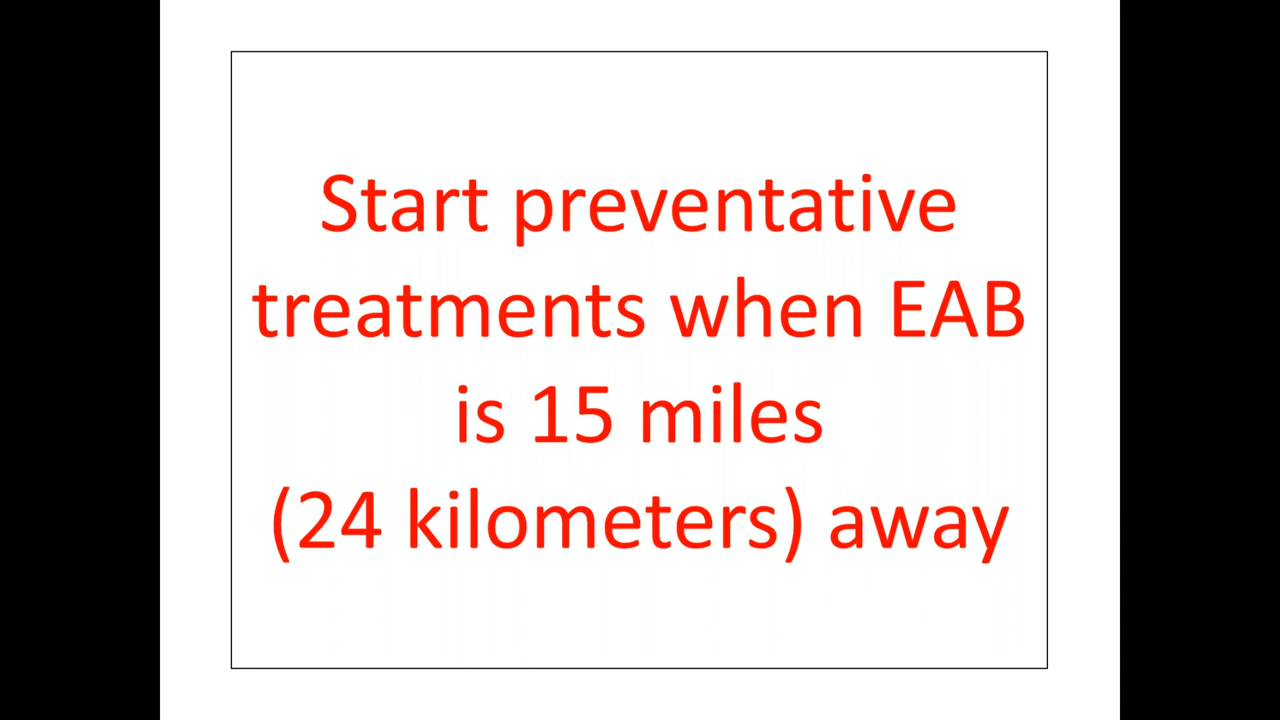 Start preventative
treatments when EAB
is 15 miles
(24 kilometers) away